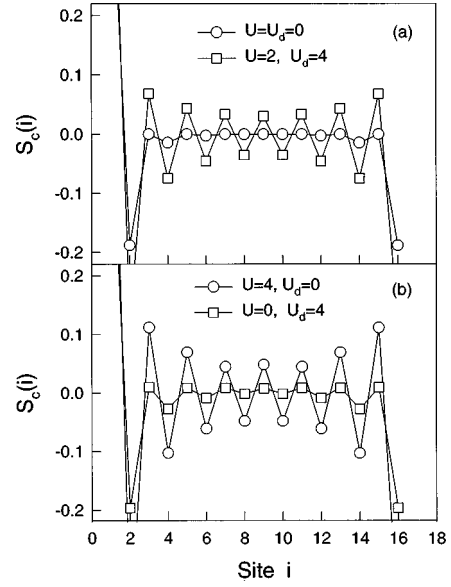 U=U_d=0
(a)
U=2, U_d=4
0.2
0.1
0.0
-0.1
-0.2
S_c(i)
U=4, U_d=0
(b)
U=0, U_d=4
0.2
0.1
0.0
-0.1
-0.2
S_c(i)
0 2 4 6 8 10 12 14 16 18
Site i